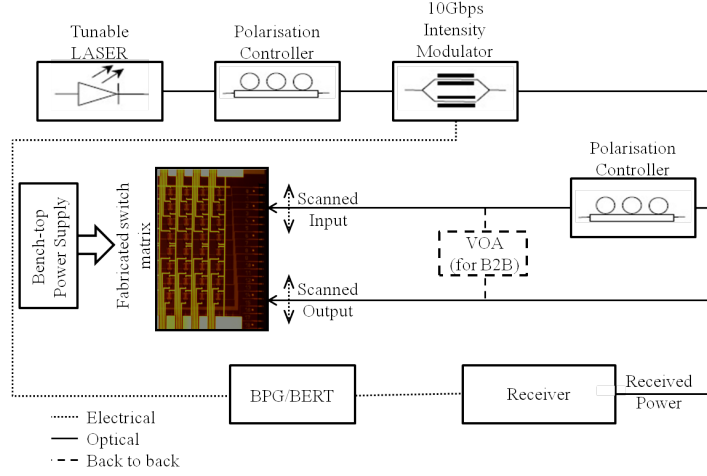 Tunable
LASER
Polarisation
Controller
10Gbps
Intensity
Modulator
Polarisation
Controller
Bench-top
Power Supply
Fabricated switch
matrix
Scanned
Input
VOA
(for B2B)
Scanned
Output
BPG/BERT
Receiver
Received
Power
Electrical
Optical
Back to back